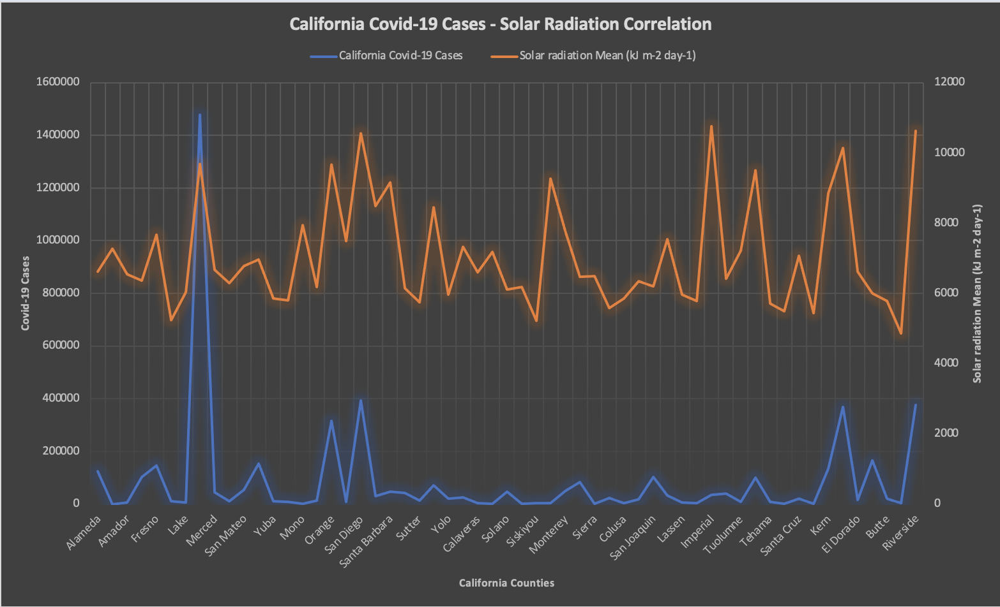 California Covid-19 Cases - Solar Radiation Correlation
California Covid-19 Cases
Solar radiation Mean (kJ m-2 day-1)
1600000
1400000
1200000
1000000
800000
600000
400000
200000
0
Covid-19 Cases
12000
10000
8000
6000
4000
2000
0
Solar radiation Mean (kJ m-2 day-1)
Alameda
Amador
Fresno
Lake
Merced
San Mateo
Yuba
Mono
Orange
San Diego
Santa Barbara
Sutter
Yolo
Calaveras
Solano
Siskiyou
Monterey
Sierra
Colusa
San Joaquin
Lassen
Imperial
Tuolumne
Tehama
Santa Cruz
Kern
El Dorado
Butte
Riverside
California Counties